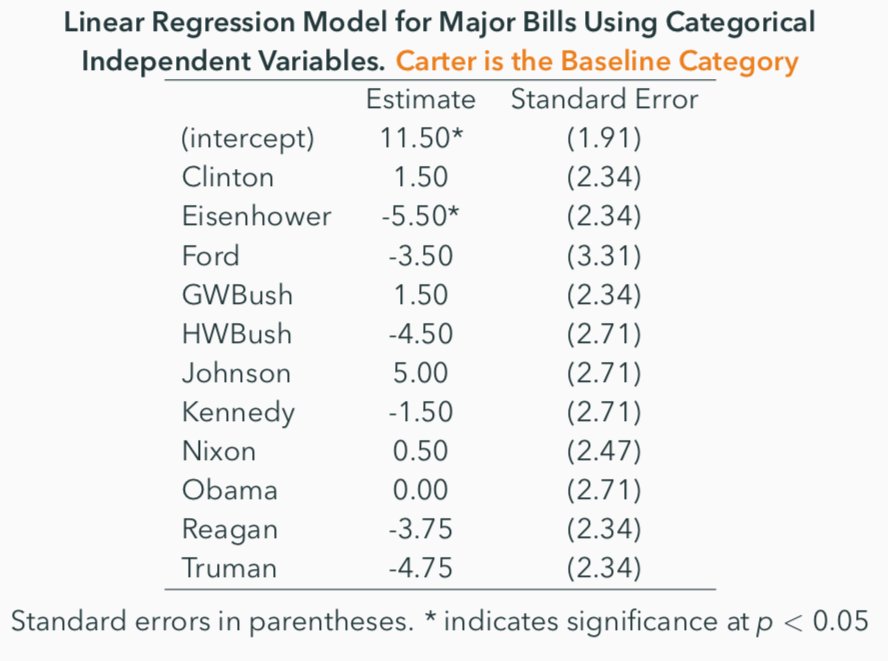 Linear Regression Model for Major Bills Using Categorical
Independent Variables. Carter is the Baseline Category
Estimate Standard Error
(intercept) 11.50* (1.91)
Clinton 1.50 (2.34)
Eisenhower -5.50* (2.34)
Ford -3.50 (3.31)
GWBush 1.50 (2.34)
HWBush -4.50 (2.71)
Johnson 5.00 (2.71)
Kennedy -1.50 (2.71)
Nixon 0.50 (2.47)
Obama 0.00 (2.71)
Reagan -3.75 (2.34)
Truman -4.75 (2.34)
Standard errors in parentheses. * indicates significance at p < 0.05